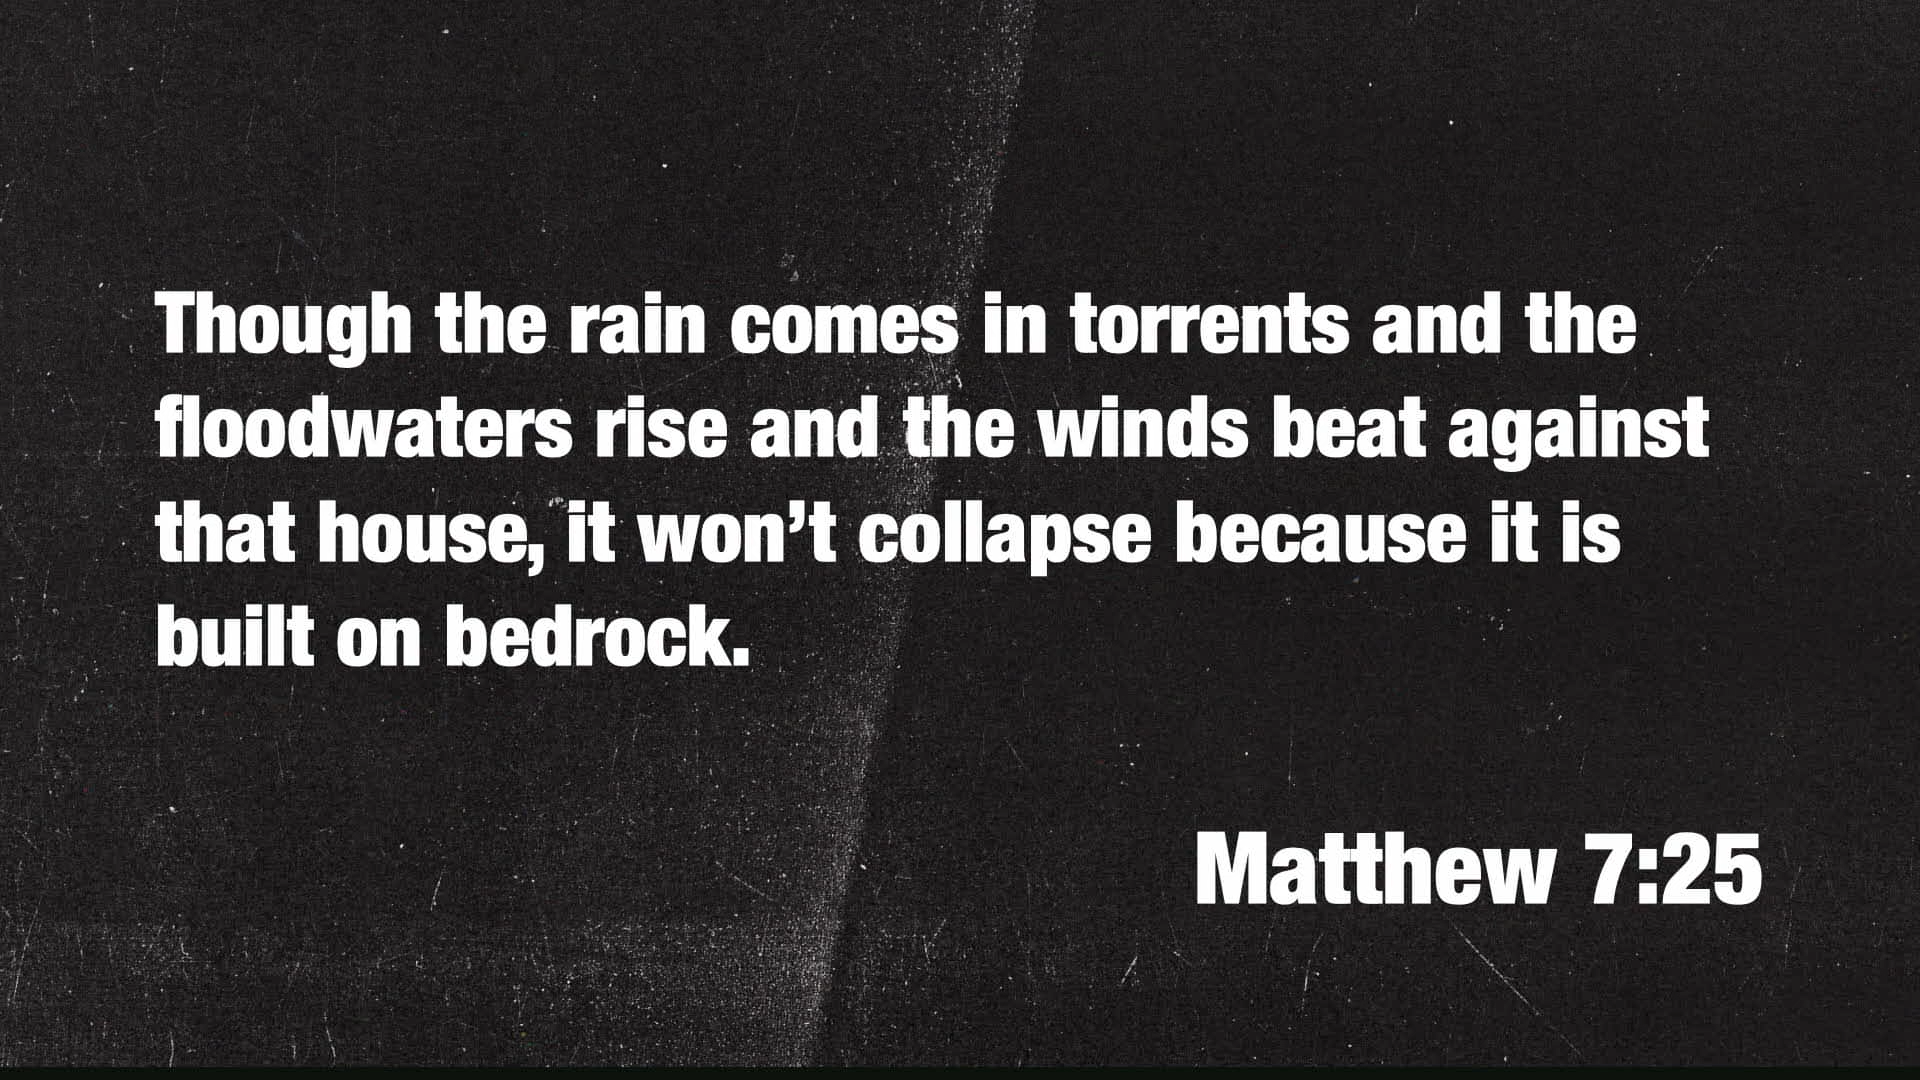 Though the rain comes in torrents and the
floodwaters rise and the winds beat against
that house, it won’t collapse because it is
built on bedrock.
Matthew 7:25